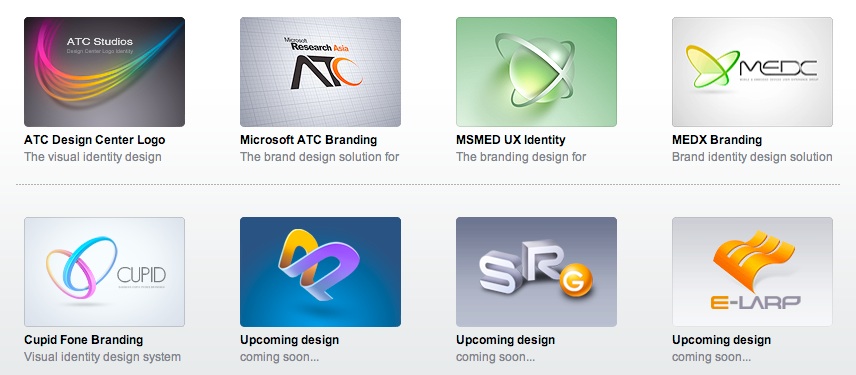 ATC Studios
Design Center Logo Identity
Microsoft
Research Asia
ATC
MEDC
ATC Design Center Logo
The visual identity design
Microsoft ATC Branding
The brand design solution for
MSMED UX Identity
The branding design for
MEDX Branding
Brand identity design solution
CUPID
SRG
E-LARP
Cupid Fone Branding
Visual identity design system
Upcoming design
coming soon...
Upcoming design
coming soon...
Upcoming design
coming soon...